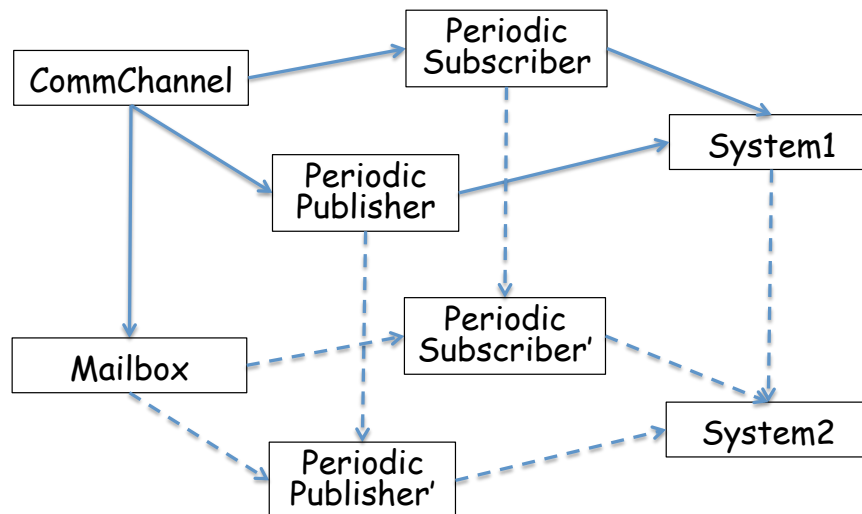 Periodic
Subscriber
CommChannel
System1
Periodic
Publisher
Periodic
Subscriber’
Mailbox
System2
Periodic
Publisher’